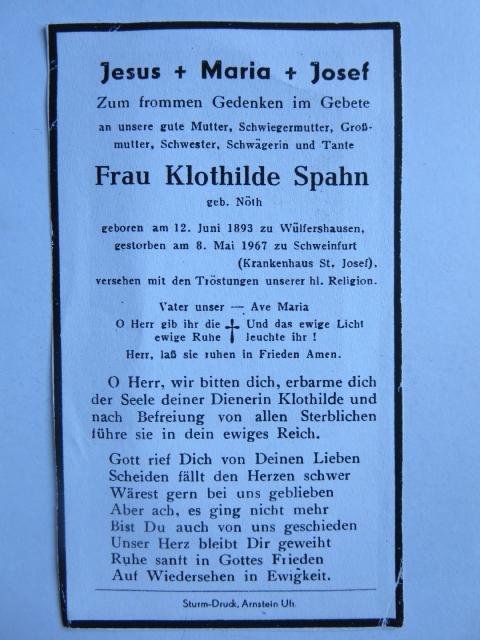 Jesus + Maria + Josef
Zum frommen Gedenken im Gebete
an unsere gute Mutter, Schwiegermutter, Groß-
mutter, Schwester, Schwägerin und Tante
Frau Klothilde Spahn
geb. Nöth
geboren am 12. Juni 1893 zu Wülfershausen,
gestorben am 8. Mai 1967 zu Schweinfurt
(Krankenhaus St. Josef),
versehen mit den Tröstungen unserer hl. Religion.
Vater unser — Ave Maria
O Herr gib ihr die † Und das ewige Licht
ewige Ruhe leuchte ihr !
Herr, laß sie ruhen in Frieden Amen.
O Herr, wir bitten dich, erbarme dich
der Seele deiner Dienerin Klothilde und
nach Befreiung von allen Sterblichen
führe sie in dein ewiges Reich.
Gott rief Dich von Deinen Lieben
Scheiden fällt den Herzen schwer
Wärest gern bei uns geblieben
Aber ach, es ging nicht mehr
Bist Du auch von uns geschieden
Unser Herz bleibt Dir geweiht
Ruhe sanft in Gottes Frieden
Auf Wiedersehen in Ewigkeit.
Sturm-Druck, Arnstein Ufr.